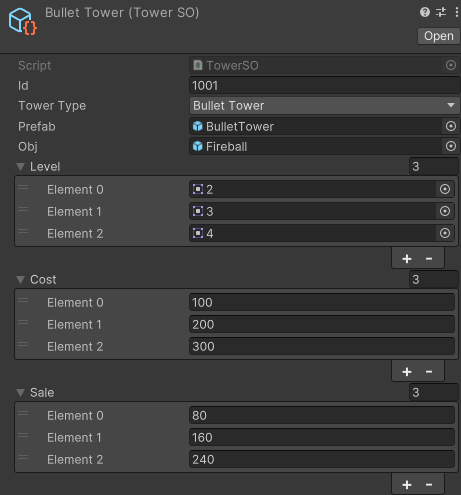 Bullet Tower (Tower SO)
Open
Script TowerSO
Id 1001
Tower Type Bullet Tower
Prefab BulletTower
Obj Fireball
Level 3
Element 0 2
Element 1 3
Element 2 4
+ -
Cost 3
Element 0 100
Element 1 200
Element 2 300
+ -
Sale 3
Element 0 80
Element 1 160
Element 2 240
+ -